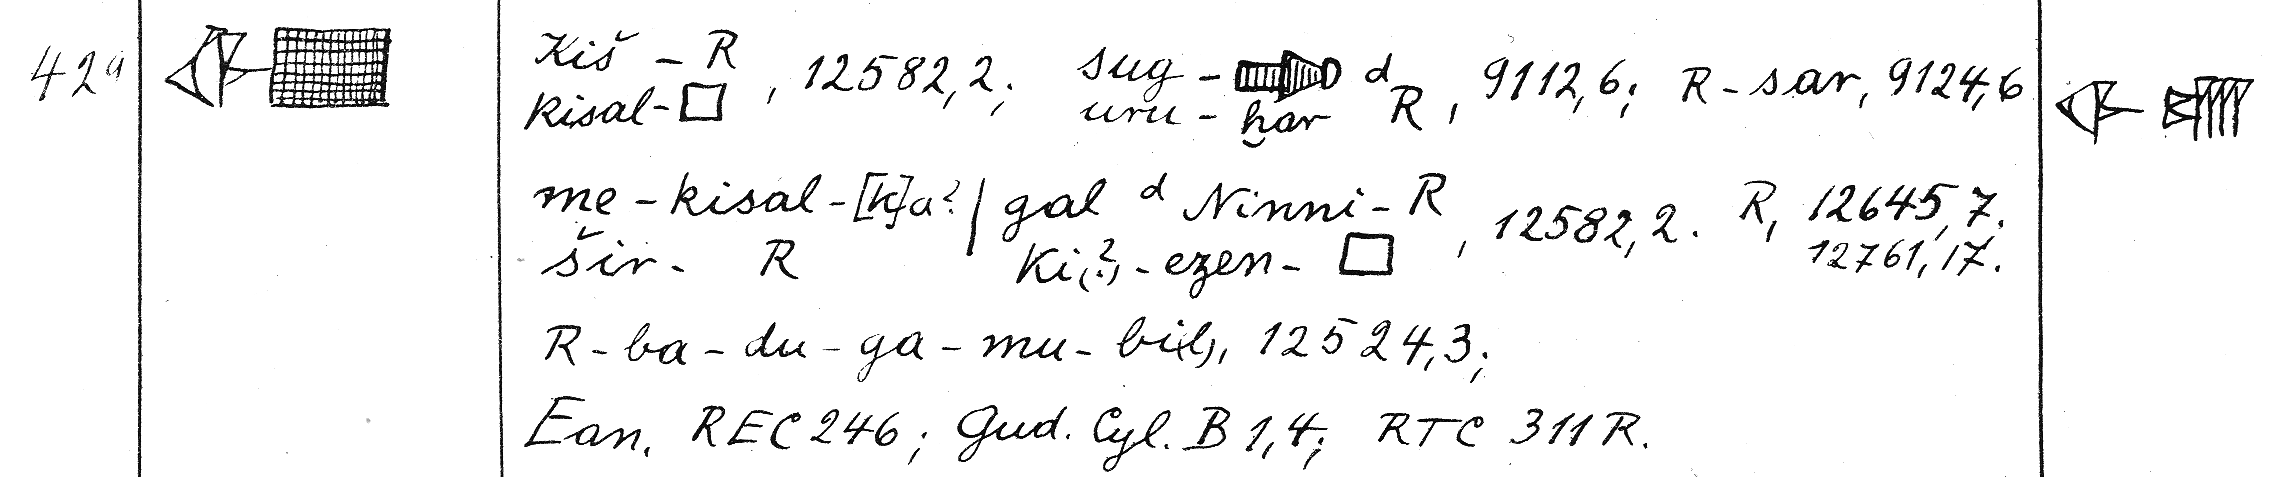 42a
Kiš - R
kisal-□ , 12582,2; sug - d R , 9112,6; R-sar, 9124,6
uru - ḫar
me-kisal-[k]a? / gal d Ninni-R , 12582,2. R, 12645,7.
šir- R Ki(?)-ezen-□ 12761,17.
R-ba-du-ga-mu-bi(l), 12524,3;
Ean. REC 246; Gud. Cyl. B 1,4; RTC 311 R.